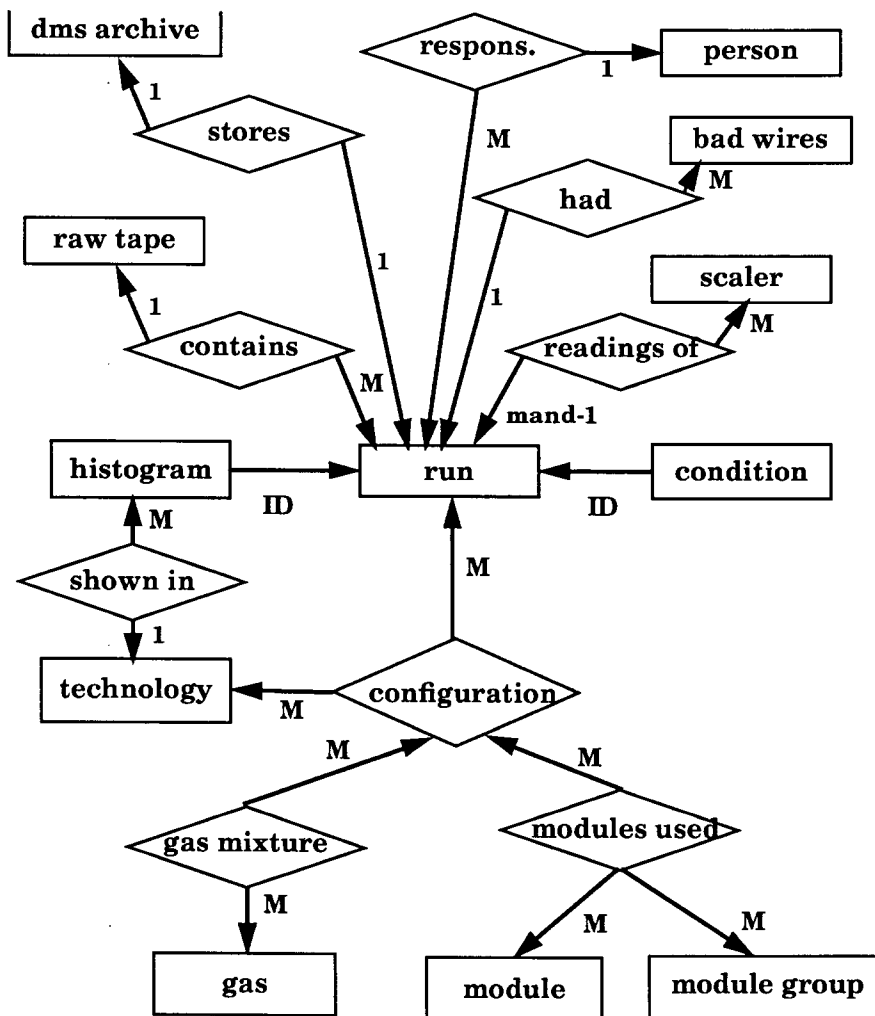 dms archive
respons.
1
person
1
stores
M
bad wires
M
had
raw tape
1
1
scaler
M
1
contains
M
readings of
mand-1
histogram
ID
run
ID
condition
M
M
shown in
1
technology
M
configuration
M
M
gas mixture
modules used
M
M
M
gas
module
module group